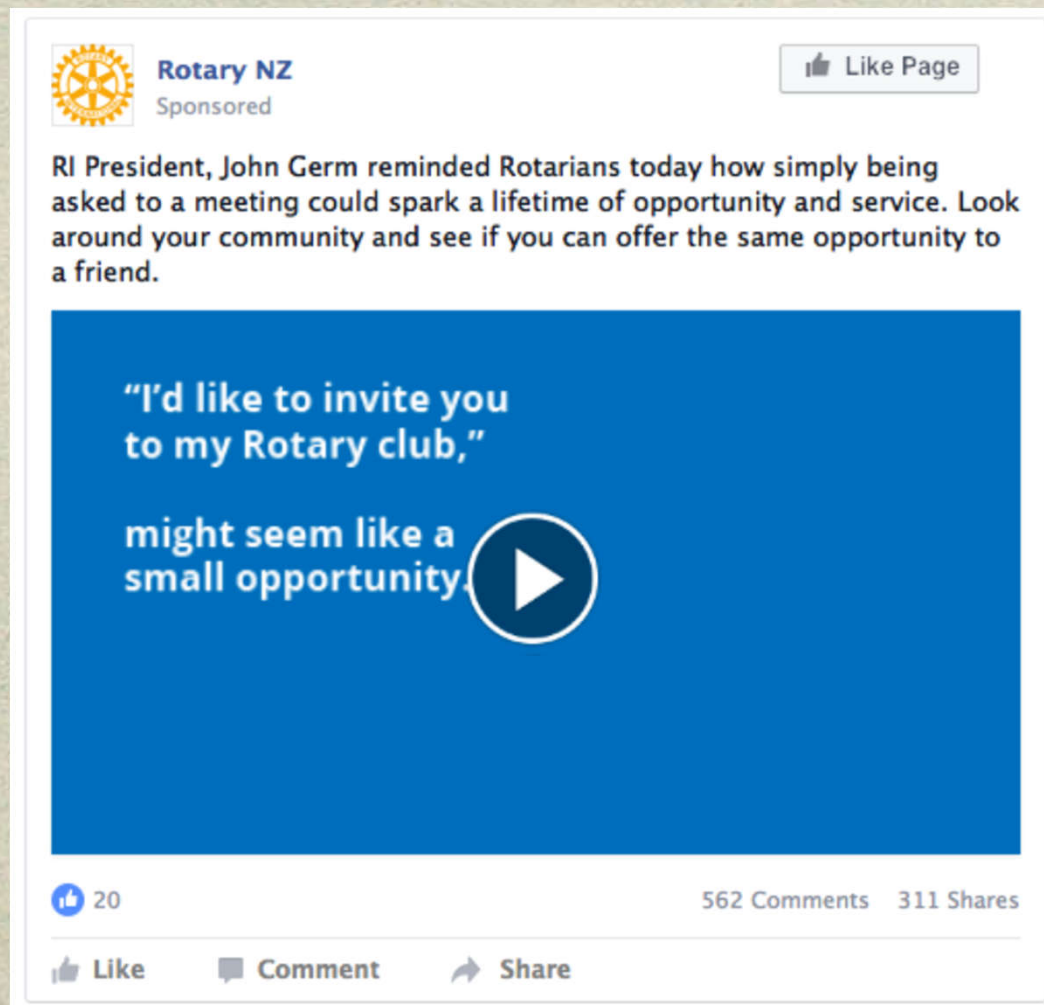 Rotary NZ
Like Page
Sponsored
RI President, John Germ reminded Rotarians today how simply being
asked to a meeting could spark a lifetime of opportunity and service. Look
around your community and see if you can offer the same opportunity to
a friend.
“I’d like to invite you
to my Rotary club,”
might seem like a
small opportunity.
20
562 Comments 311 Shares
Like Comment Share